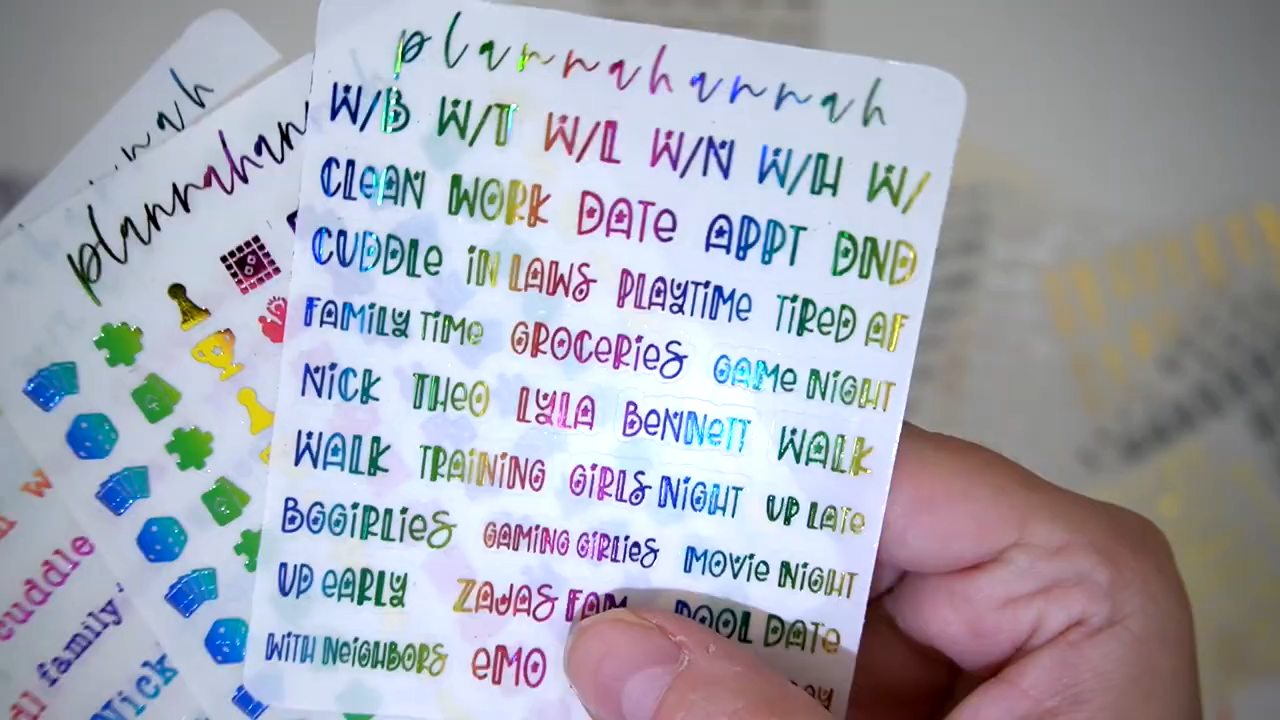 plannahannah
W/B W/T W/L W/N W/H W/
CLEAN WORK DATE APPT DND
CUDDLE IN LAWS PLAYTIME TIRED AF
FAMILY TIME GROCERIES GAME NIGHT
NICK THEO LYLA BENNETT WALK
WALK TRAINING GIRLS NIGHT UP LATE
BGGIRLIES GAMING GIRLIES MOVIE NIGHT
UP EARLY ZAJAS FAM POOL DATE
WITH NEIGHBORS EMO
nah
plannahan
w
cuddle
family
Nick